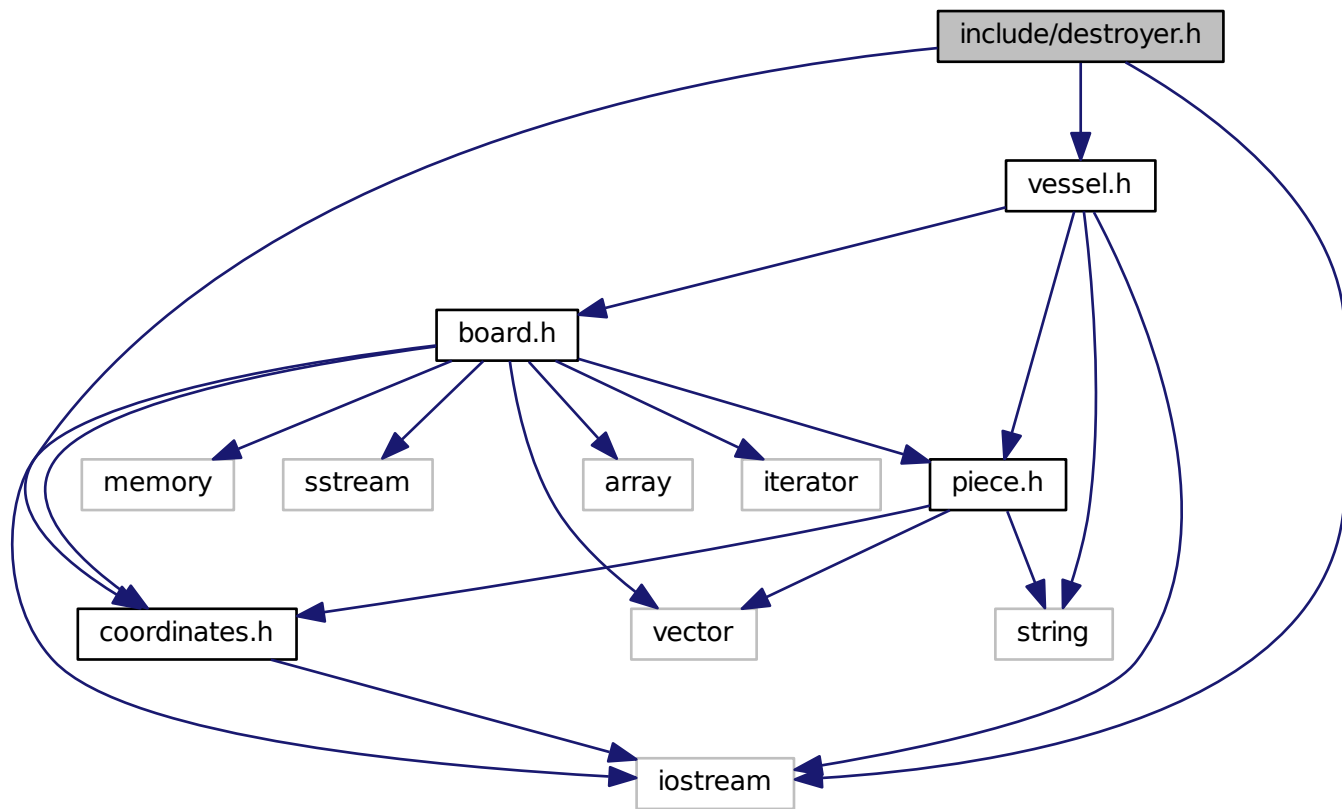 include/destroyer.h
vessel.h
board.h
memory
sstream
array
iterator
piece.h
coordinates.h
vector
string
iostream